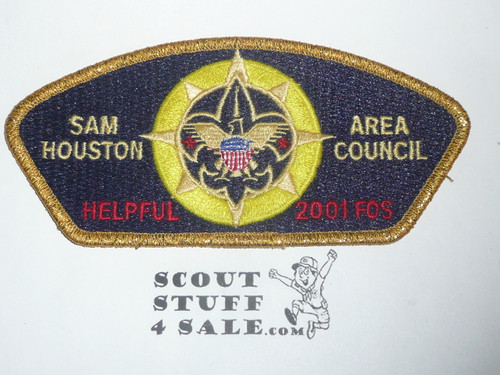 SAM HOUSTON
AREA COUNCIL
HELPFUL 2001 FOS
SCOUT
STUFF
4 SALE.COM